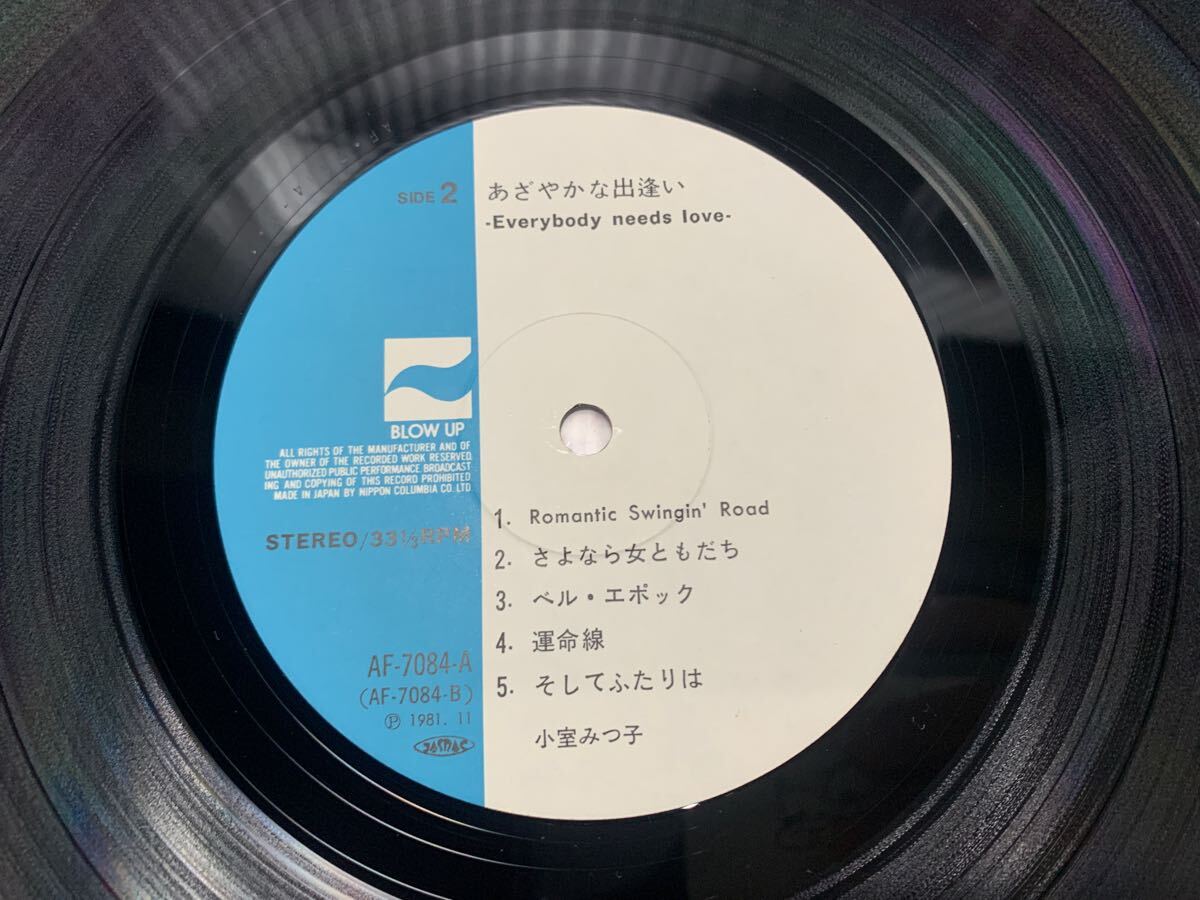 SIDE 2
あざやかな出逢い
-Everybody needs love-
BLOW UP
ALL RIGHTS OF THE MANUFACTURER AND OF
THE OWNER OF THE RECORDED WORK RESERVED
UNAUTHORIZED PUBLIC PERFORMANCE BROADCAST
ING AND COPYING OF THIS RECORD PROHIBITED
MADE IN JAPAN BY NIPPON COLUMBIA CO. LTD
STEREO/33⅓RPM
1. Romantic Swingin' Road
2. さよなら女ともだち
3. ベル・エポック
4. 運命線
5. そしてふたりは
小室みつ子
AF-7084-A
(AF-7084-B)
Ⓟ 1981. 11
JASRAC